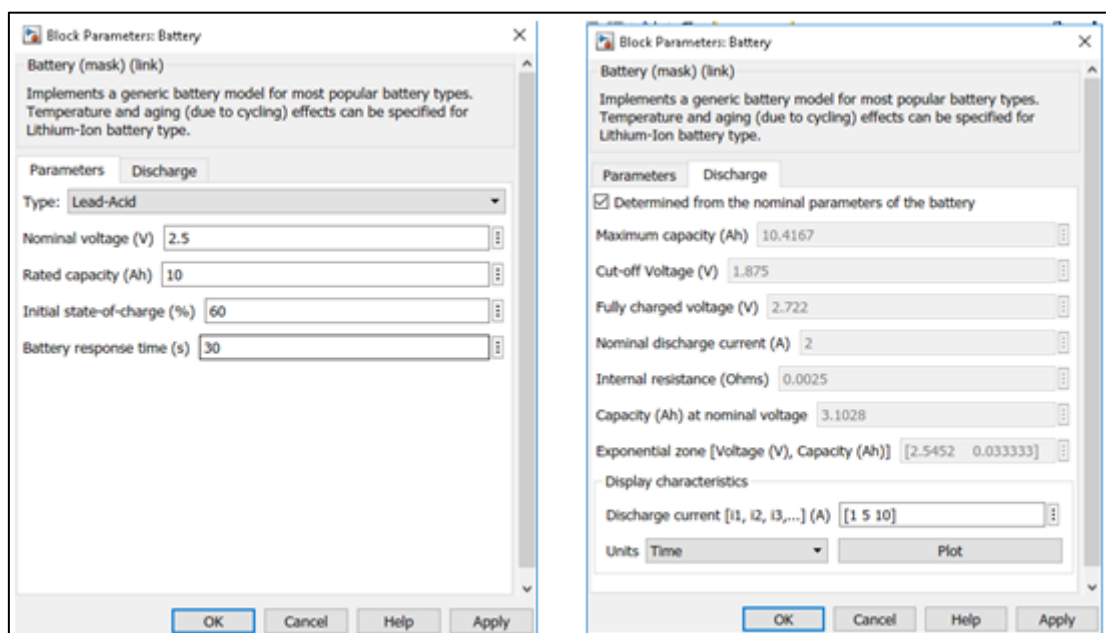 Block Parameters: Battery
Battery (mask) (link)
Implements a generic battery model for most popular battery types.
Temperature and aging (due to cycling) effects can be specified for
Lithium-Ion battery type.
Parameters Discharge
Type: Lead-Acid
Nominal voltage (V) 2.5
Rated capacity (Ah) 10
Initial state-of-charge (%) 60
Battery response time (s) 30
OK Cancel Help Apply
Block Parameters: Battery
Battery (mask) (link)
Implements a generic battery model for most popular battery types.
Temperature and aging (due to cycling) effects can be specified for
Lithium-Ion battery type.
Parameters Discharge
Determined from the nominal parameters of the battery
Maximum capacity (Ah) 10.4167
Cut-off Voltage (V) 1.875
Fully charged voltage (V) 2.722
Nominal discharge current (A) 2
Internal resistance (Ohms) 0.0025
Capacity (Ah) at nominal voltage 3.1028
Exponential zone [Voltage (V), Capacity (Ah)] [2.5452 0.033333]
Display characteristics
Discharge current [i1, i2, i3,...] (A) [1 5 10]
Units Time Plot
OK Cancel Help Apply